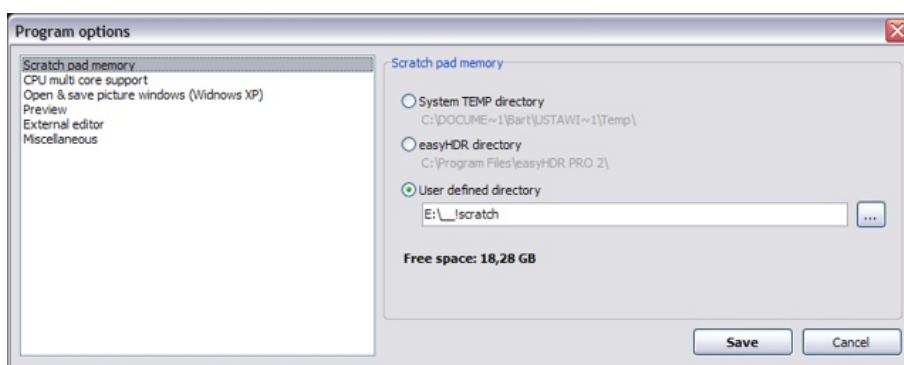 Program options
Scratch pad memory
CPU multi core support
Open & save picture windows (Widnows XP)
Preview
External editor
Miscellaneous
Scratch pad memory
System TEMP directory
C:\DOCUME~1\Bart\USTAWI~1\Temp\
easyHDR directory
C:\Program Files\easyHDR PRO 2\
User defined directory
E:\__!scratch
...
Free space: 18,28 GB
Save
Cancel